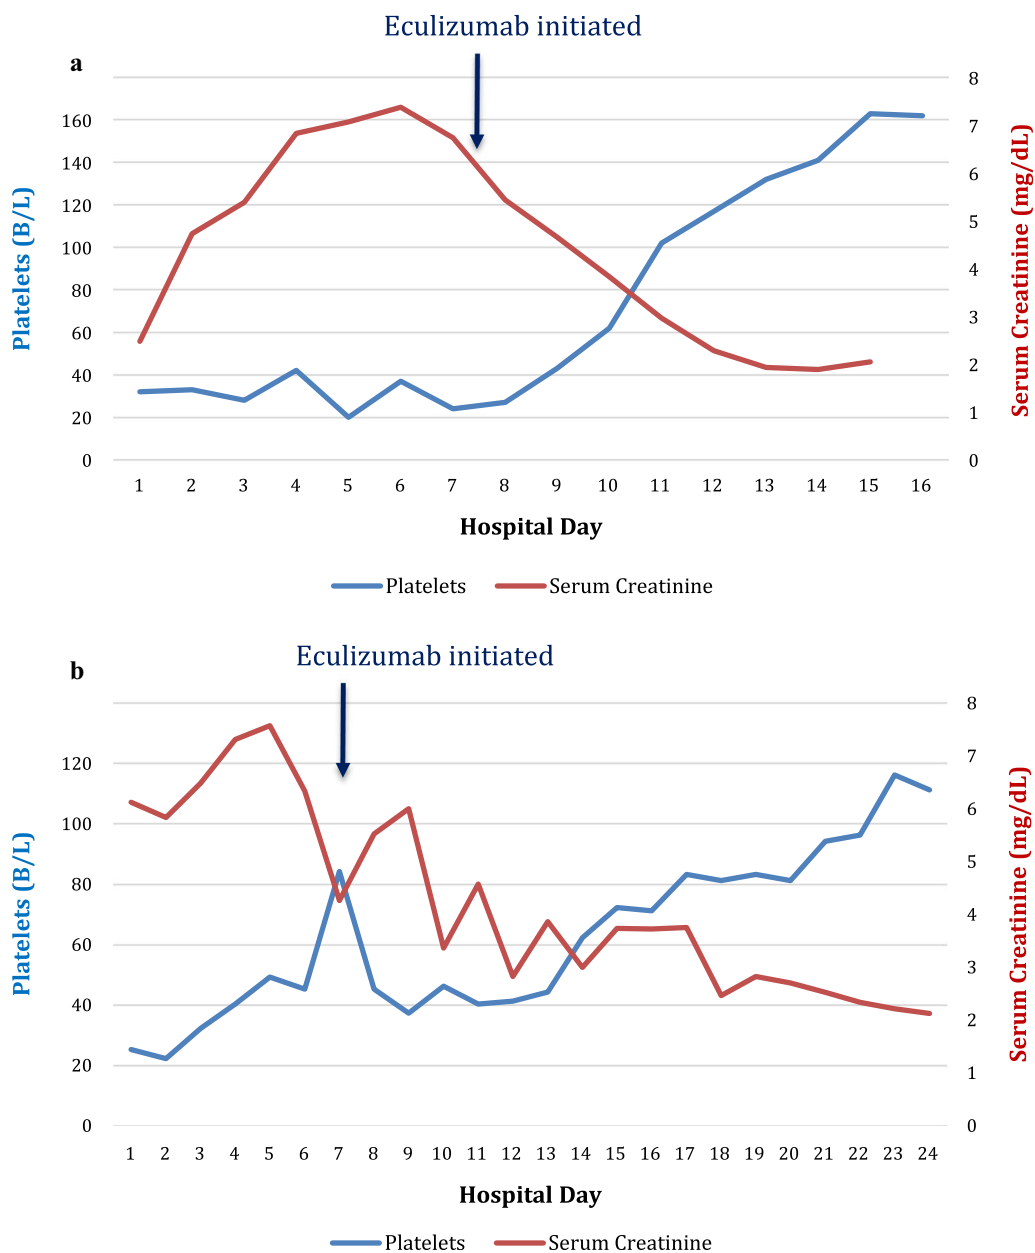 Eculizumab initiated
a
Platelets (B/L)
160
140
120
100
80
60
40
20
0
8
7
6
5
4
3
2
1
0
Serum Creatinine (mg/dL)
1 2 3 4 5 6 7 8 9 10 11 12 13 14 15 16
Hospital Day
Platelets Serum Creatinine
Eculizumab initiated
b
Platelets (B/L)
120
100
80
60
40
20
0
8
7
6
5
4
3
2
1
0
Serum Creatinine (mg/dL)
1 2 3 4 5 6 7 8 9 10 11 12 13 14 15 16 17 18 19 20 21 22 23 24
Hospital Day
Platelets Serum Creatinine